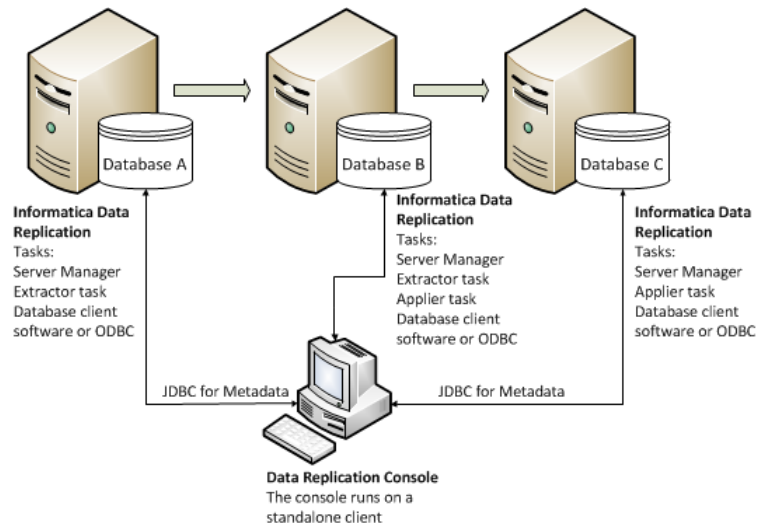 Database A
Database B
Database C
Informatica Data
Replication
Tasks:
Server Manager
Extractor task
Database client
software or ODBC
Informatica Data
Replication
Tasks:
Server Manager
Extractor task
Applier task
Database client
software or ODBC
Informatica Data
Replication
Tasks:
Server Manager
Applier task
Database client
software or ODBC
JDBC for Metadata
JDBC for Metadata
Data Replication Console
The console runs on a
standalone client